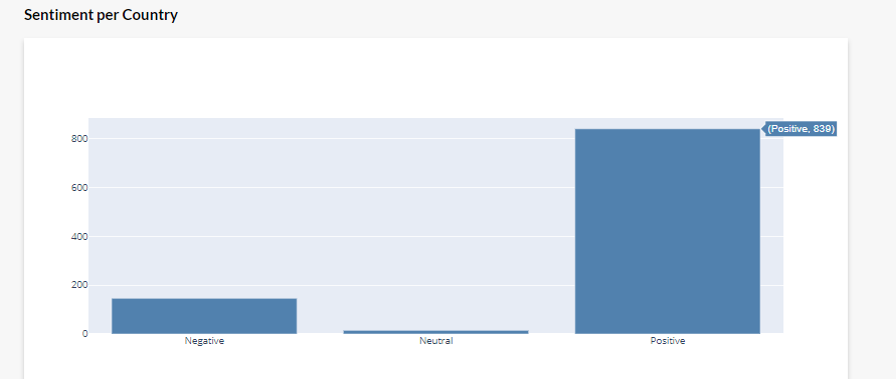 Sentiment per Country
(Positive, 839)
800
600
400
200
0
Negative Neutral Positive